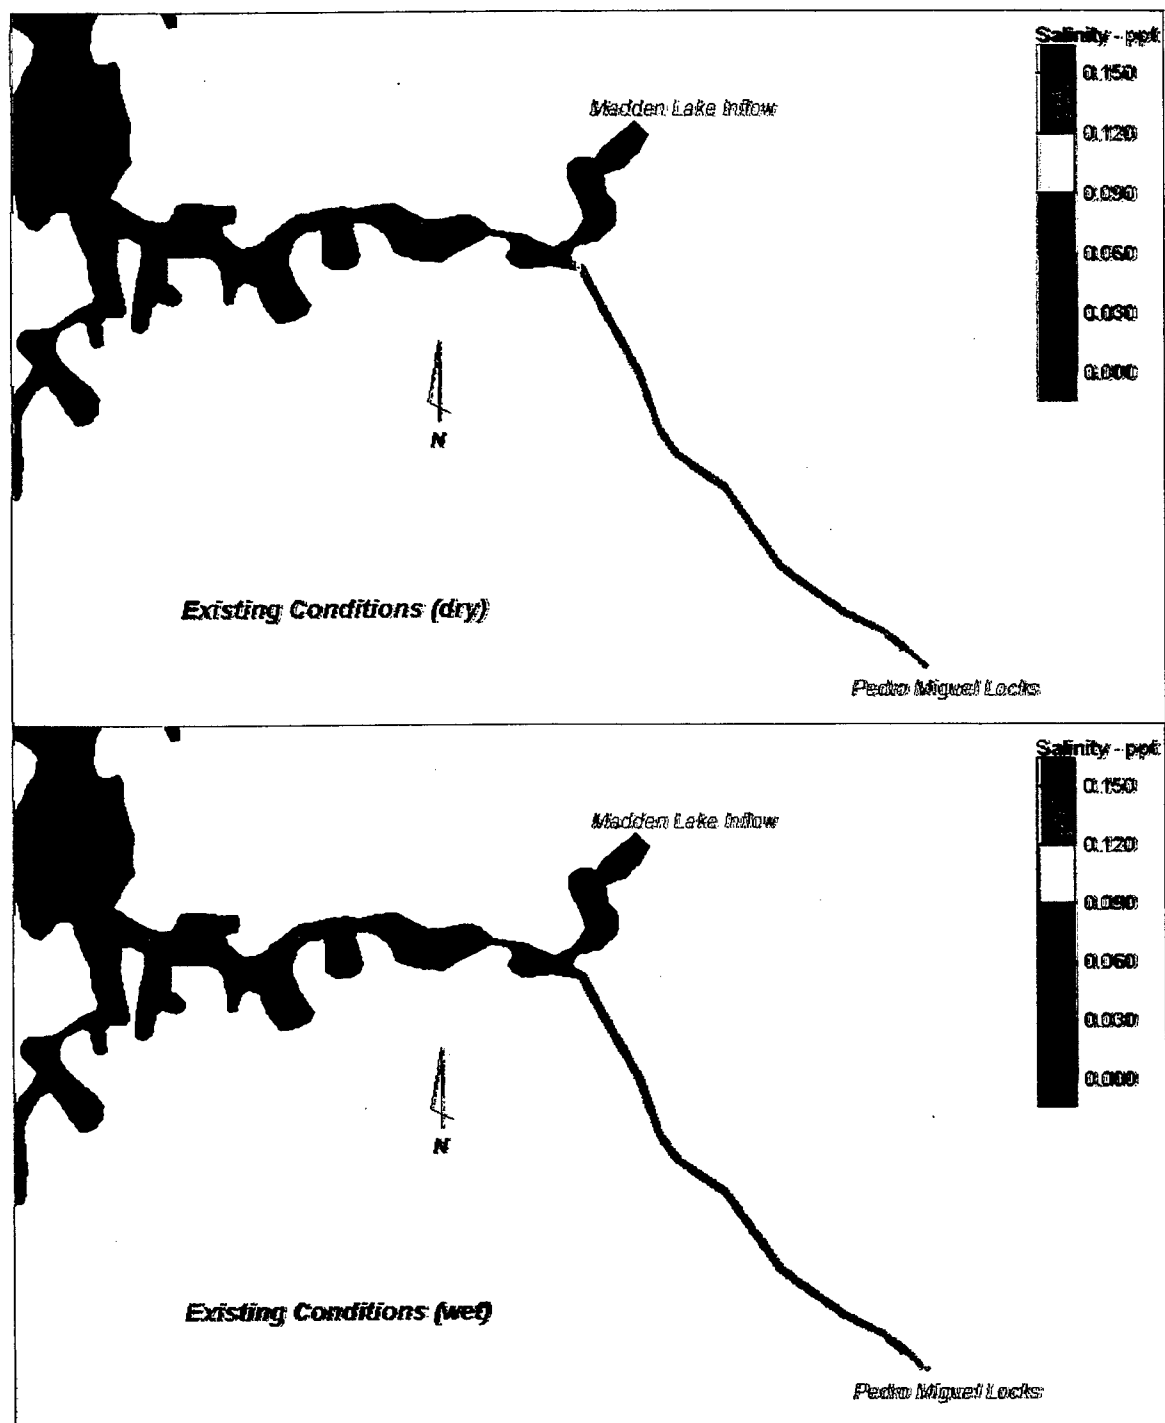 Salinity - ppt
0.150
Madden Lake Inflow
0.120
0.090
0.060
0.030
0.000
N
Existing Conditions (dry)
Pedro Miguel Locks
Salinity - ppt
0.150
Madden Lake Inflow
0.120
0.090
0.060
0.030
0.000
N
Existing Conditions (wet)
Pedro Miguel Locks